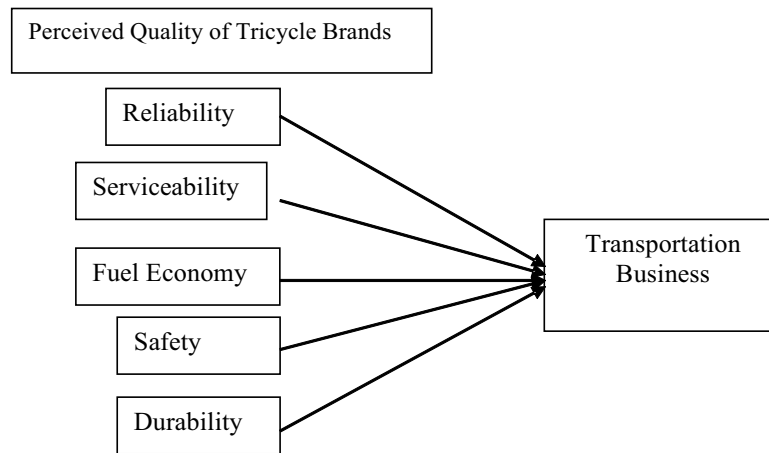 Perceived Quality of Tricycle Brands
Reliability
Serviceability
Fuel Economy
Safety
Durability
Transportation
Business